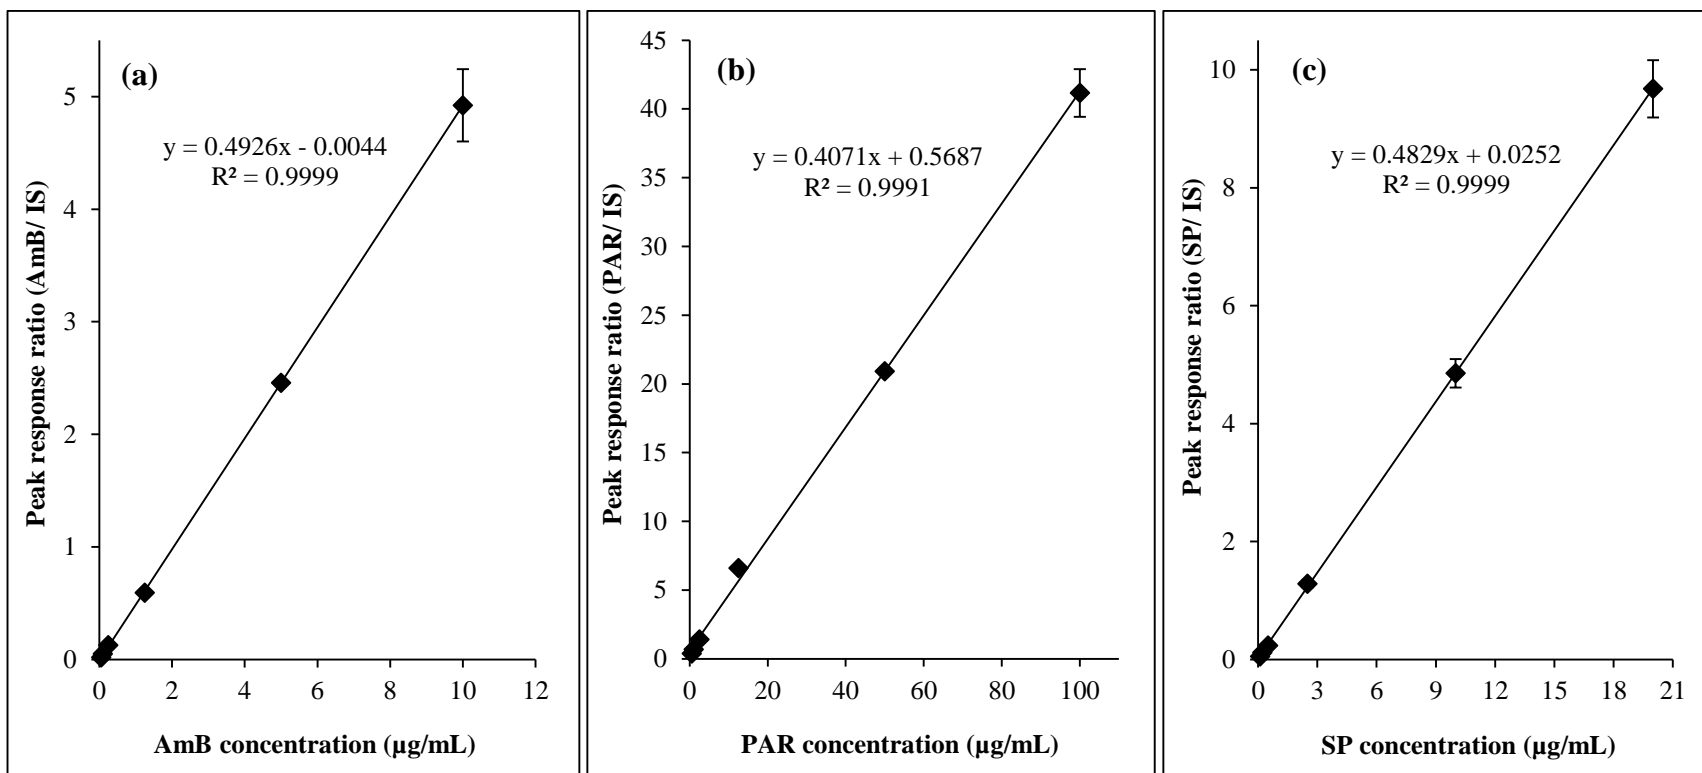 (a)
y = 0.4926x - 0.0044
R² = 0.9999
Peak response ratio (AmB/ IS)
5
4
3
2
1
0
0 2 4 6 8 10 12
AmB concentration (µg/mL)
(b)
y = 0.4071x + 0.5687
R² = 0.9991
Peak response ratio (PAR/ IS)
45
40
35
30
25
20
15
10
5
0
0 20 40 60 80 100
PAR concentration (µg/mL)
(c)
y = 0.4829x + 0.0252
R² = 0.9999
Peak response ratio (SP/ IS)
10
8
6
4
2
0
0 3 6 9 12 15 18 21
SP concentration (µg/mL)